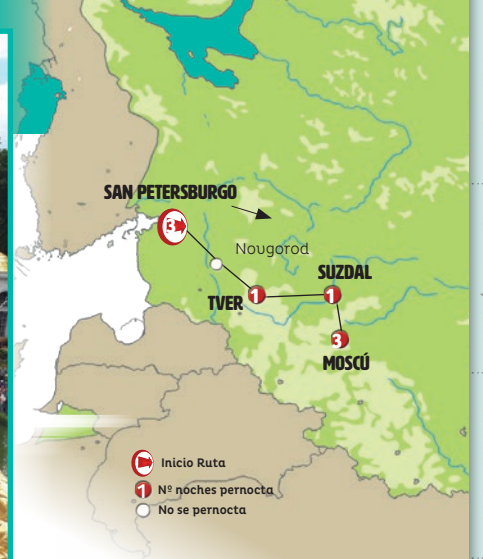 SAN PETERSBURGO
3
Nougorod
SUZDAL
TVER
1
1
3
MOSCÚ
Inicio Ruta
1 Nº noches pernocta
No se pernocta